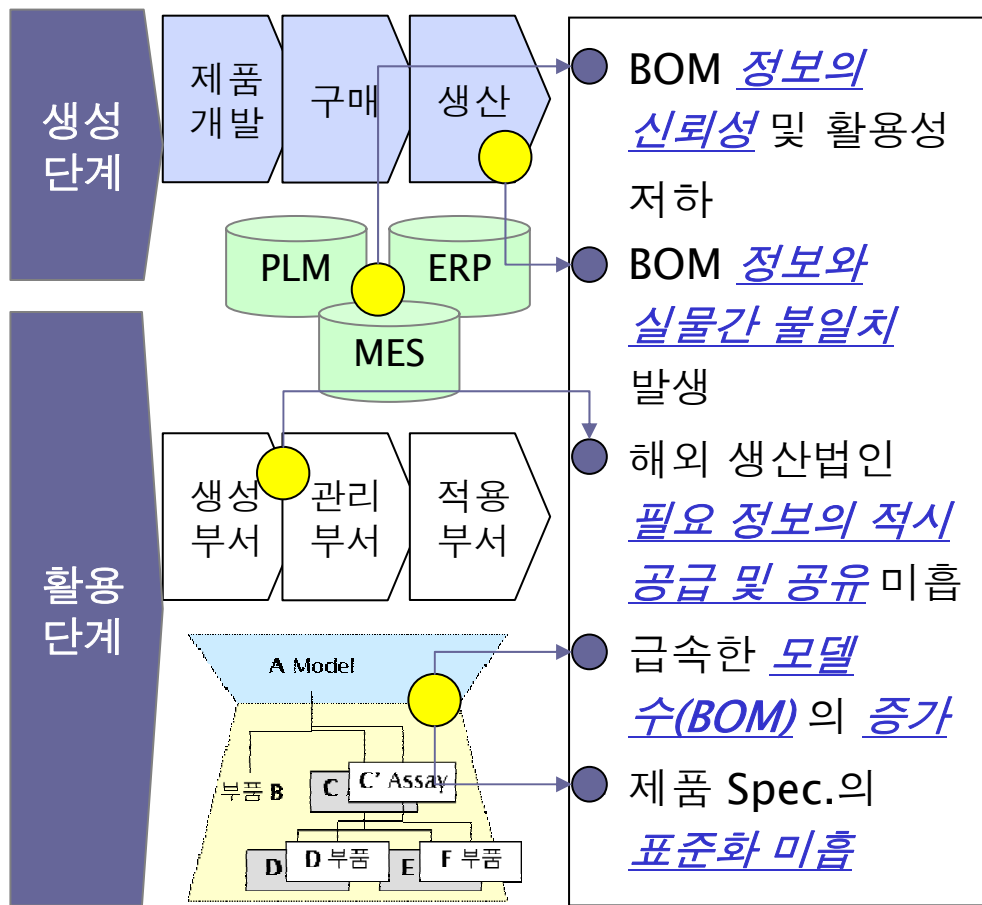 생성
단계
제품
개발
구매
생산
PLM
ERP
MES
활용
단계
생성
부서
관리
부서
적용
부서
A Model
부품 B
C
C' Assay
D
D 부품
E
F 부품
BOM 정보의
신뢰성 및 활용성
저하
BOM 정보와
실물간 불일치
발생
해외 생산법인
필요 정보의 적시
공급 및 공유 미흡
급속한 모델
수(BOM) 의 증가
제품 Spec.의
표준화 미흡